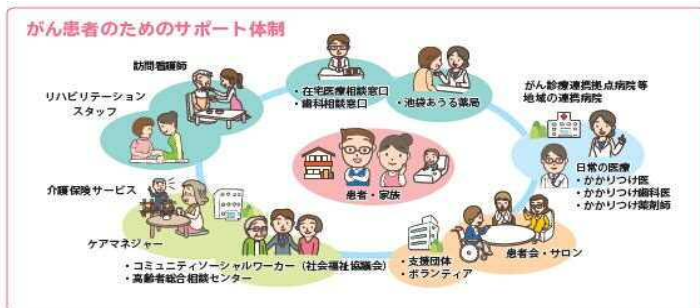 がん患者のためのサポート体制
訪問看護師
リハビリテーション
スタッフ
・在宅医療相談窓口
・歯科相談窓口
・池袋あうる薬局
がん診療連携拠点病院等
地域の連携病院
日常の医療
・かかりつけ医
・かかりつけ歯科医
・かかりつけ薬剤師
患者・家族
介護保険サービス
ケアマネジャー
・コミュニティソーシャルワーカー（社会福祉協議会）
・高齢者総合相談センター
・支援団体
・ボランティア
患者会・サロン